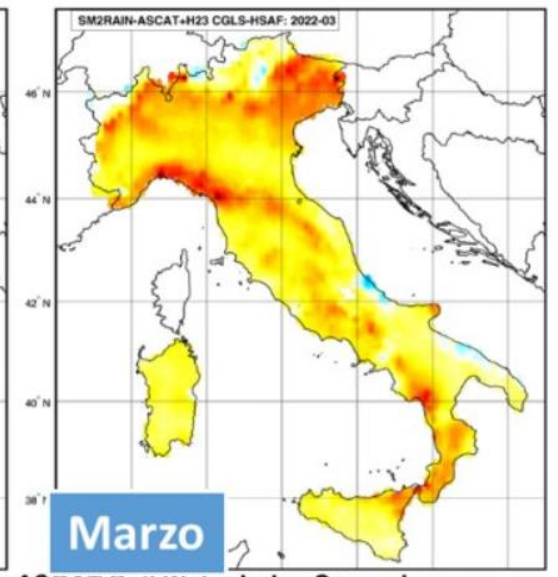 SM2RAIN-ASCAT+H23 CGLS-HSAF: 2022-03
46° N
44° N
42° N
40° N
38°
Marzo